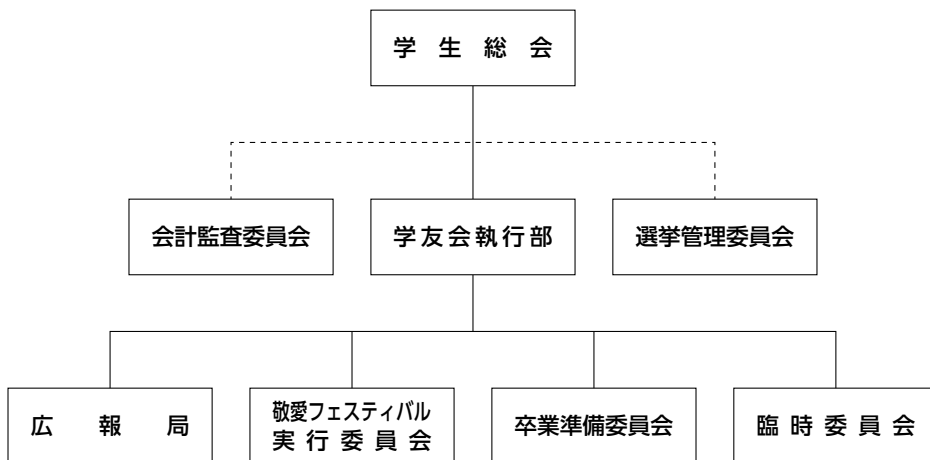 学生総会
会計監査委員会
学友会執行部
選挙管理委員会
広報局
敬愛フェスティバル
実行委員会
卒業準備委員会
臨時委員会